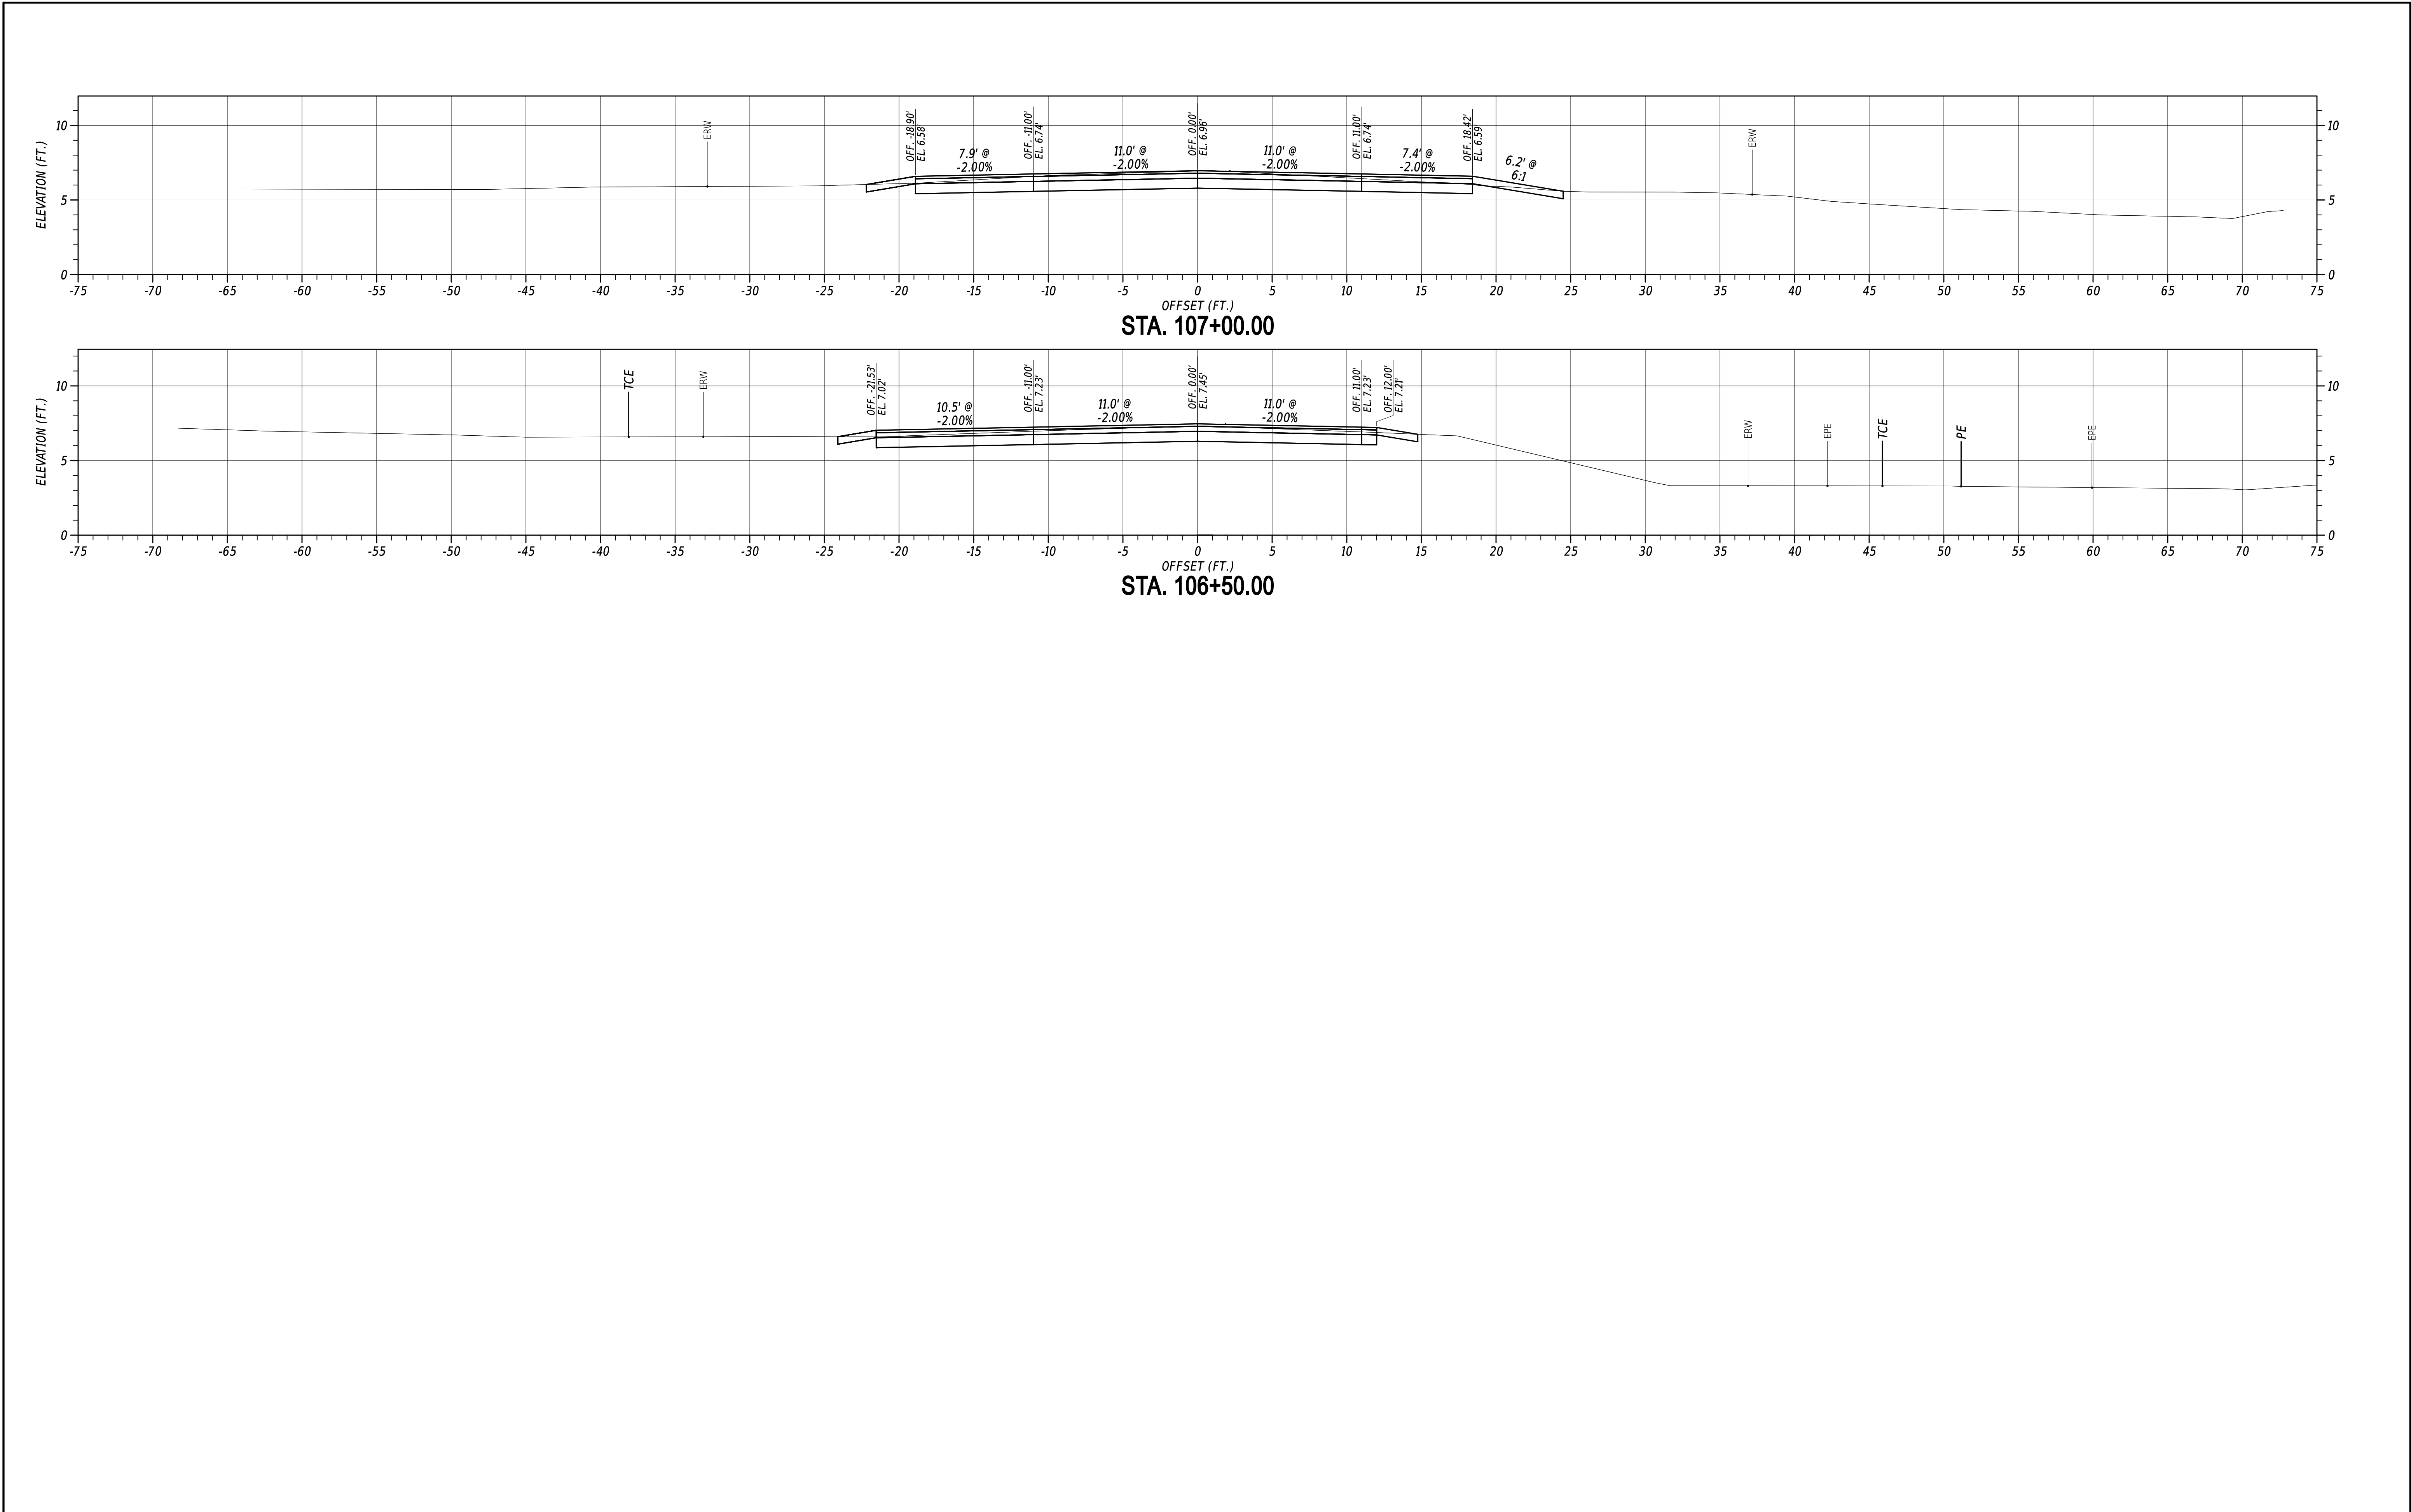 ERW
OFF. -18.90'
EL. 6.58'
OFF. -11.00'
EL. 6.74'
OFF. 0.00'
EL. 6.96'
OFF. 11.00'
EL. 6.74'
OFF. 18.42'
EL. 6.59'
ERW
7.9' @
-2.00%
11.0' @
-2.00%
11.0' @
-2.00%
7.4' @
-2.00%
6.2' @
6:1
ELEVATION (FT.)
10
5
0
10
5
0
-75 -70 -65 -60 -55 -50 -45 -40 -35 -30 -25 -20 -15 -10 -5 0 5 10 15 20 25 30 35 40 45 50 55 60 65 70 75
OFFSET (FT.)
STA. 107+00.00
TCE
ERW
OFF. -21.53'
EL. 7.02'
OFF. -11.00'
EL. 7.23'
OFF. 0.00'
EL. 7.45'
OFF. 11.00'
EL. 7.23'
OFF. 12.00'
EL. 7.21'
10.5' @
-2.00%
11.0' @
-2.00%
11.0' @
-2.00%
ERW
EPE
TCE
PE
EPE
ELEVATION (FT.)
10
5
0
10
5
0
-75 -70 -65 -60 -55 -50 -45 -40 -35 -30 -25 -20 -15 -10 -5 0 5 10 15 20 25 30 35 40 45 50 55 60 65 70 75
OFFSET (FT.)
STA. 106+50.00